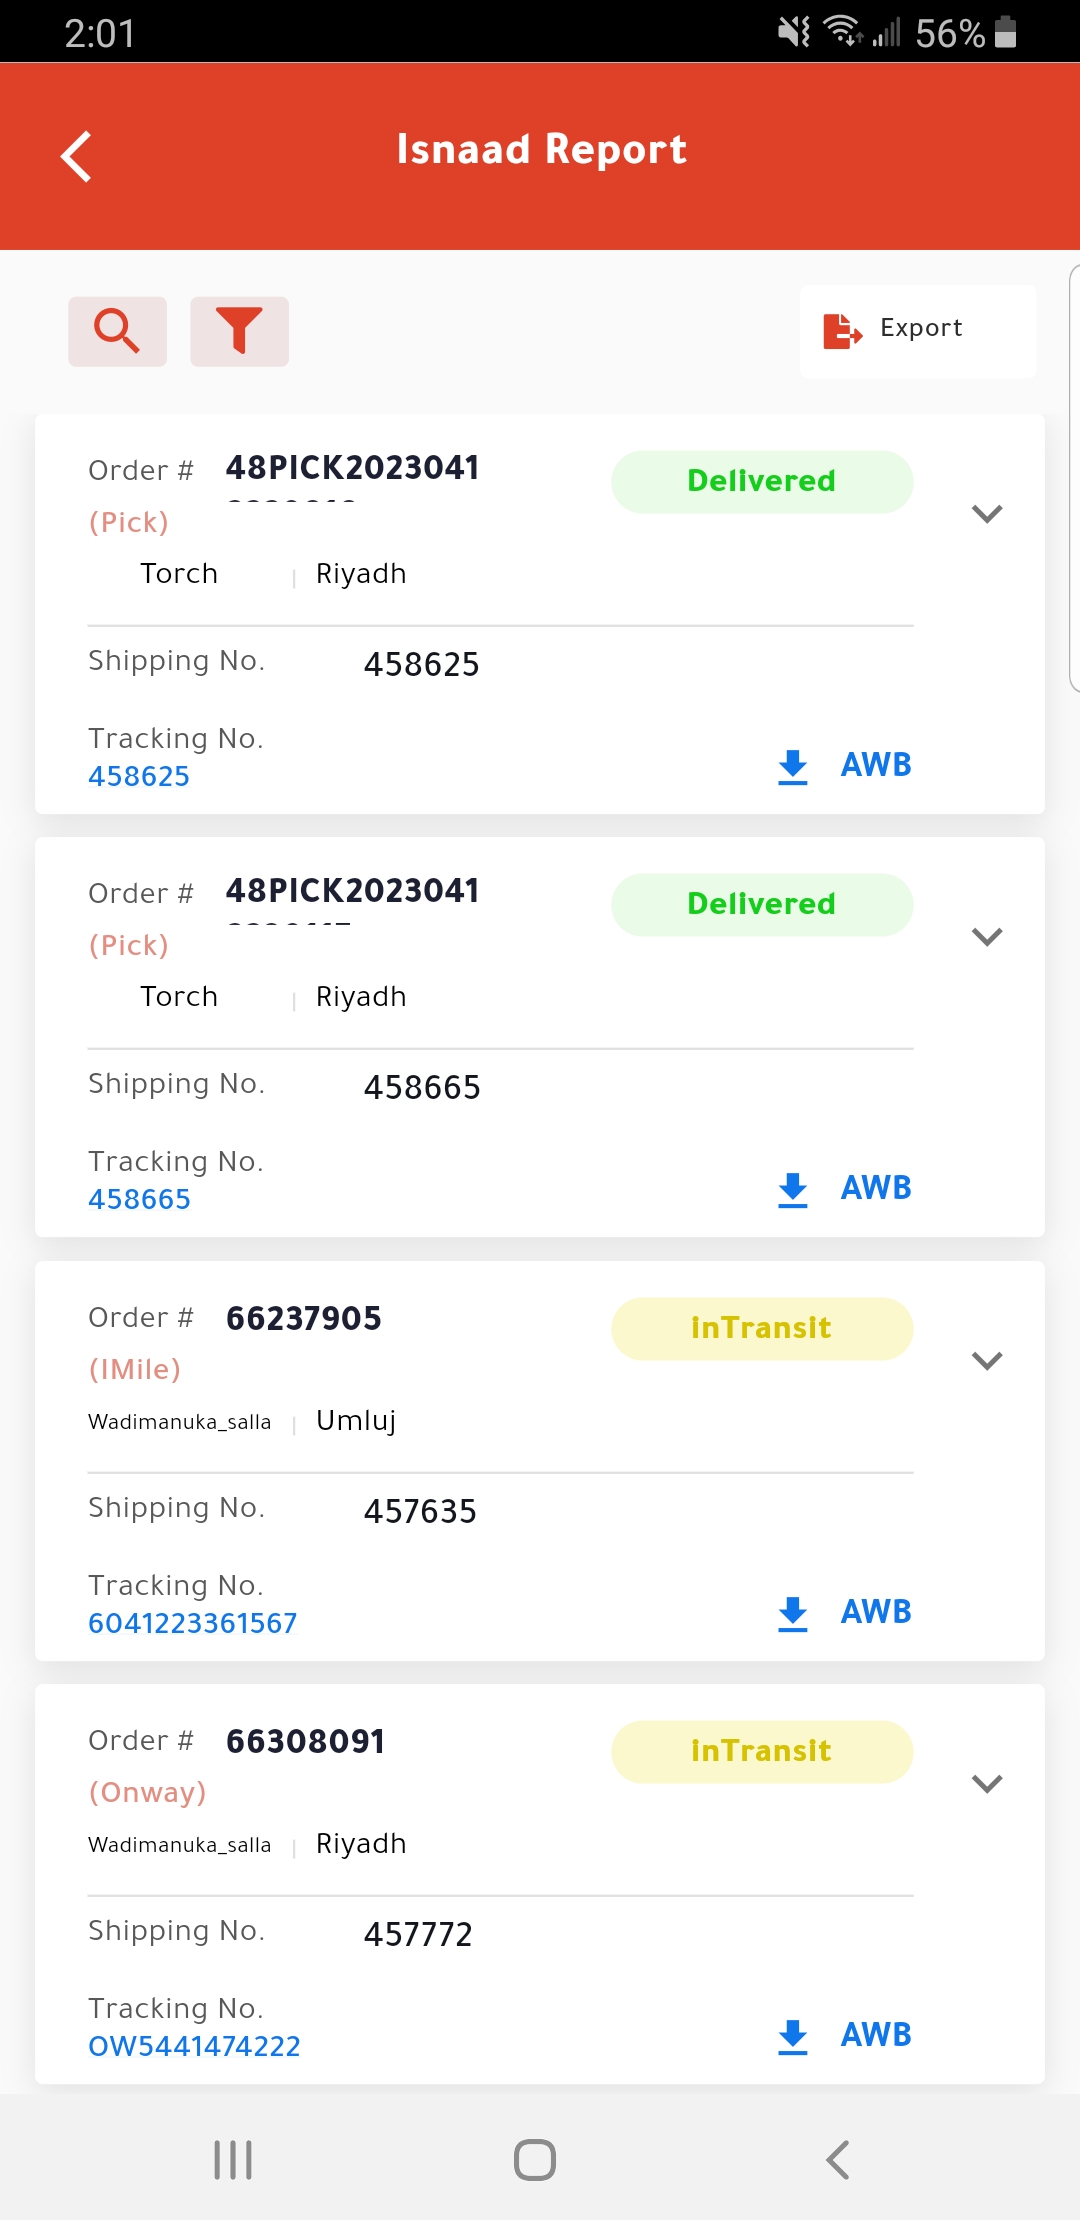 2:01
56%
Isnaad Report
Export
Order # 48PICK2023041
Delivered
(Pick)
Torch | Riyadh
Shipping No. 458625
Tracking No.
458625
AWB
Order # 48PICK2023041
Delivered
(Pick)
Torch | Riyadh
Shipping No. 458665
Tracking No.
458665
AWB
Order # 66237905
inTransit
(IMile)
Wadimanuka_salla | Umluj
Shipping No. 457635
Tracking No.
6041223361567
AWB
Order # 66308091
inTransit
(Onway)
Wadimanuka_salla | Riyadh
Shipping No. 457772
Tracking No.
OW5441474222
AWB